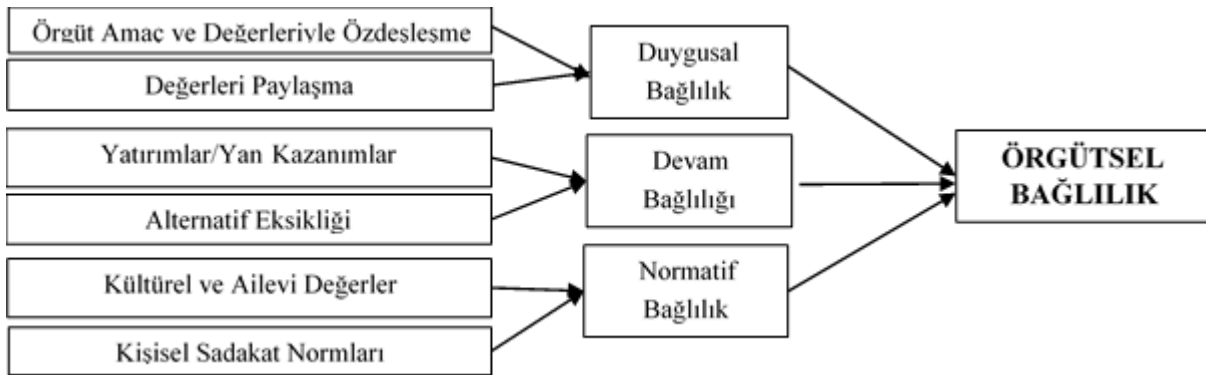 Örgüt Amaç ve Değerleriyle Özdeşleşme
Değerleri Paylaşma
Yatırımlar/Yan Kazanımlar
Alternatif Eksikliği
Kültürel ve Ailevi Değerler
Kişisel Sadakat Normları
Duygusal
Bağlılık
Devam
Bağlılığı
Normatif
Bağlılık
ÖRGÜTSEL
BAĞLILIK